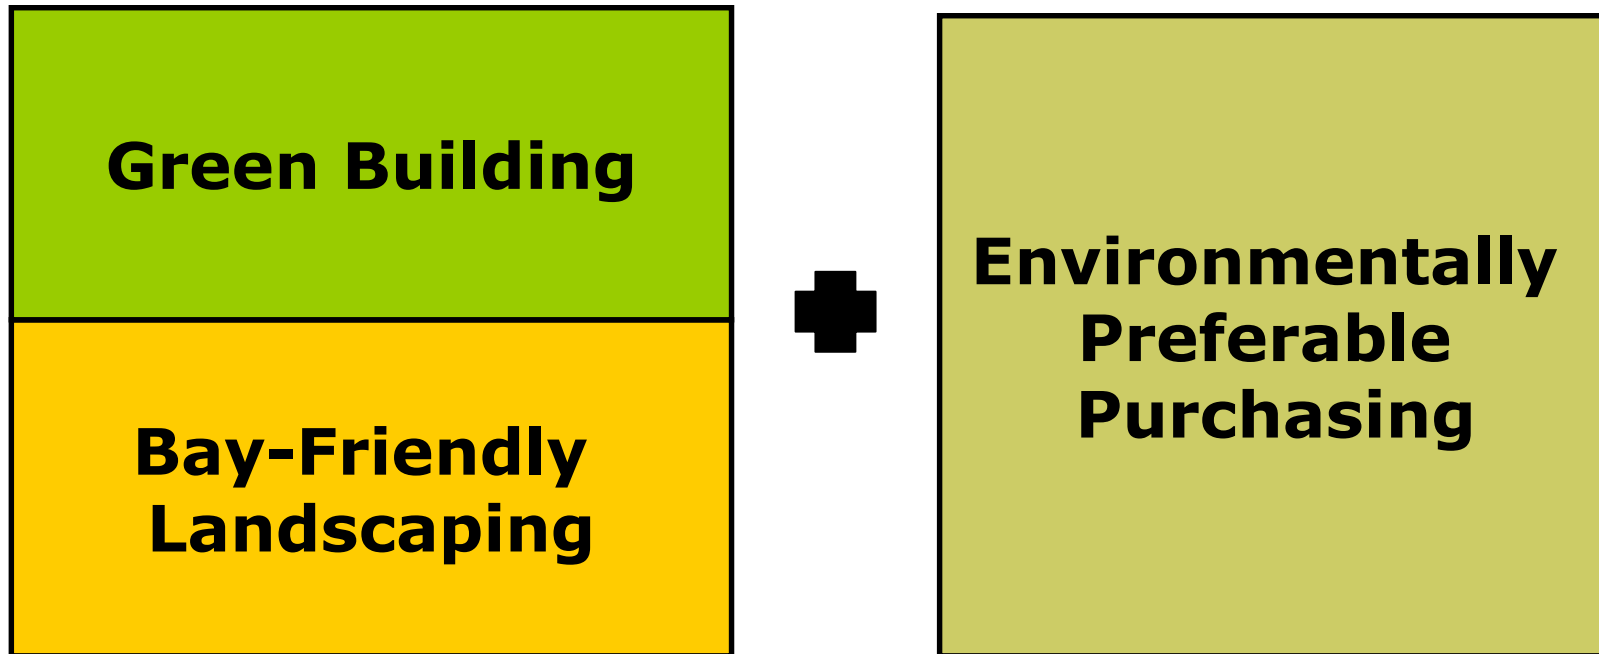 Green Building
Bay-Friendly
Landscaping
Environmentally
Preferable
Purchasing